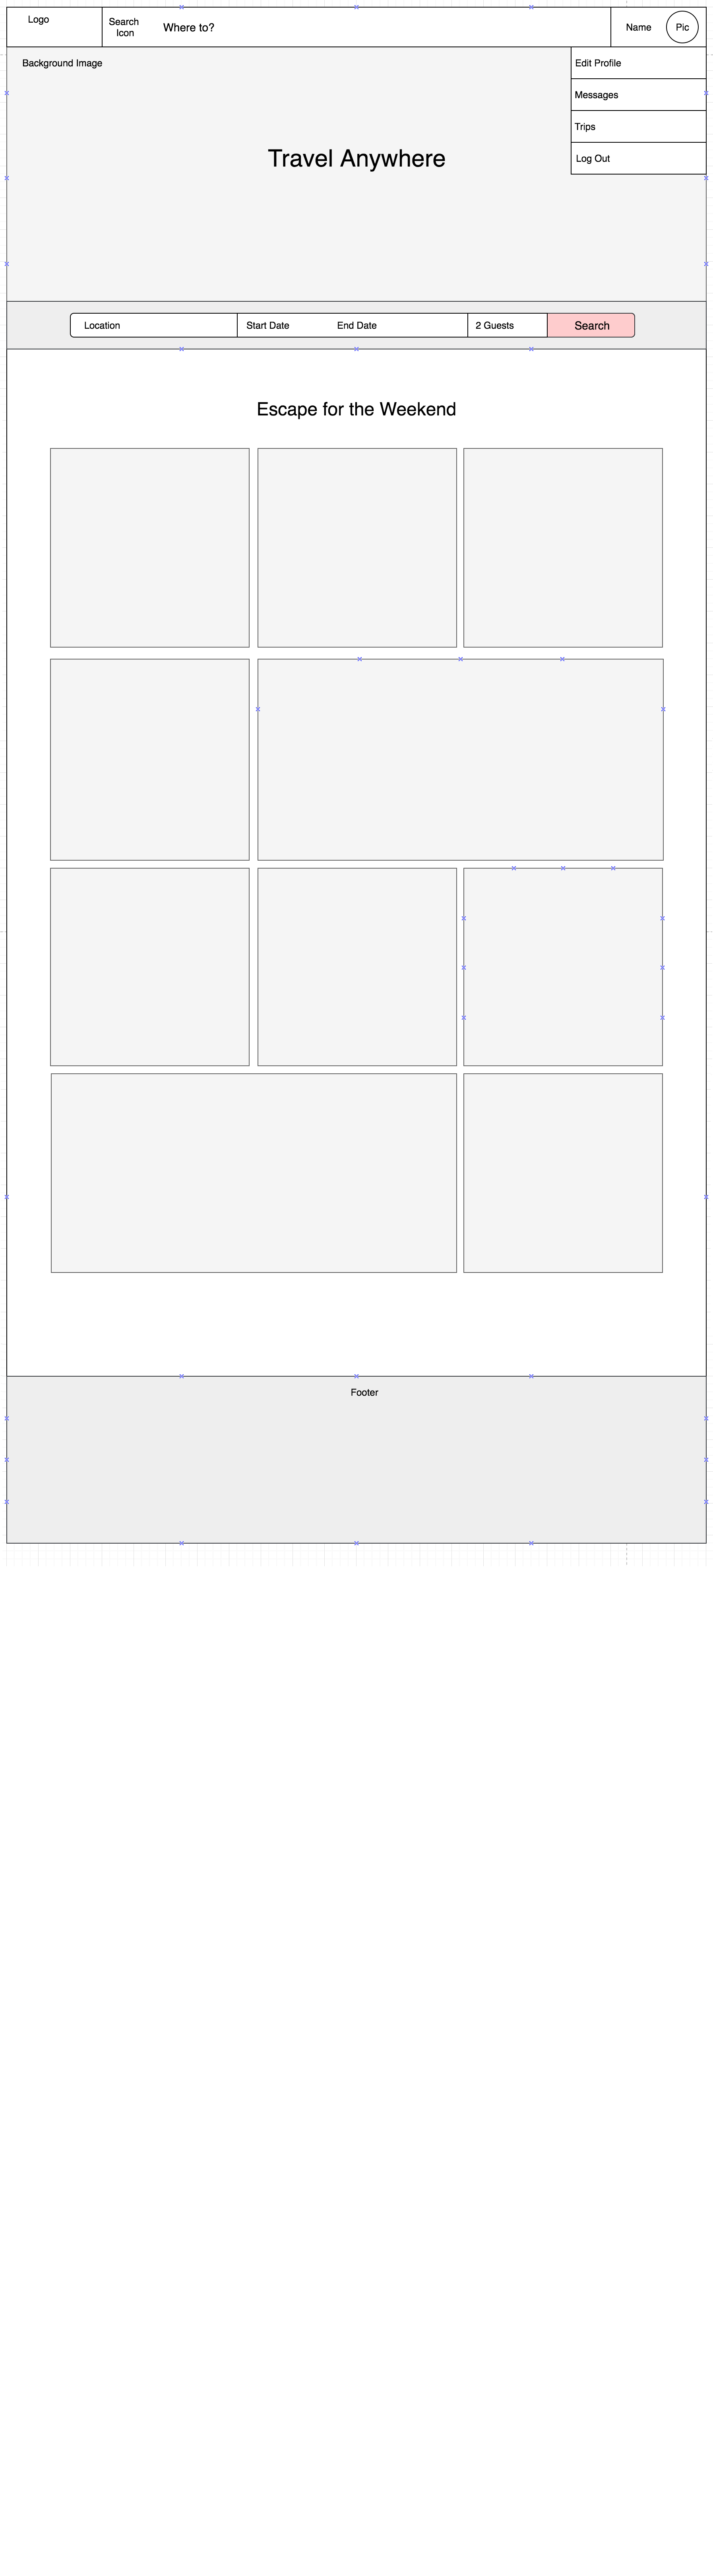 Logo
Search
Icon
Where to?
Name
Pic
Background Image
Edit Profile
Messages
Trips
Log Out
Travel Anywhere
Location
Start Date
End Date
2 Guests
Search
Escape for the Weekend
Footer